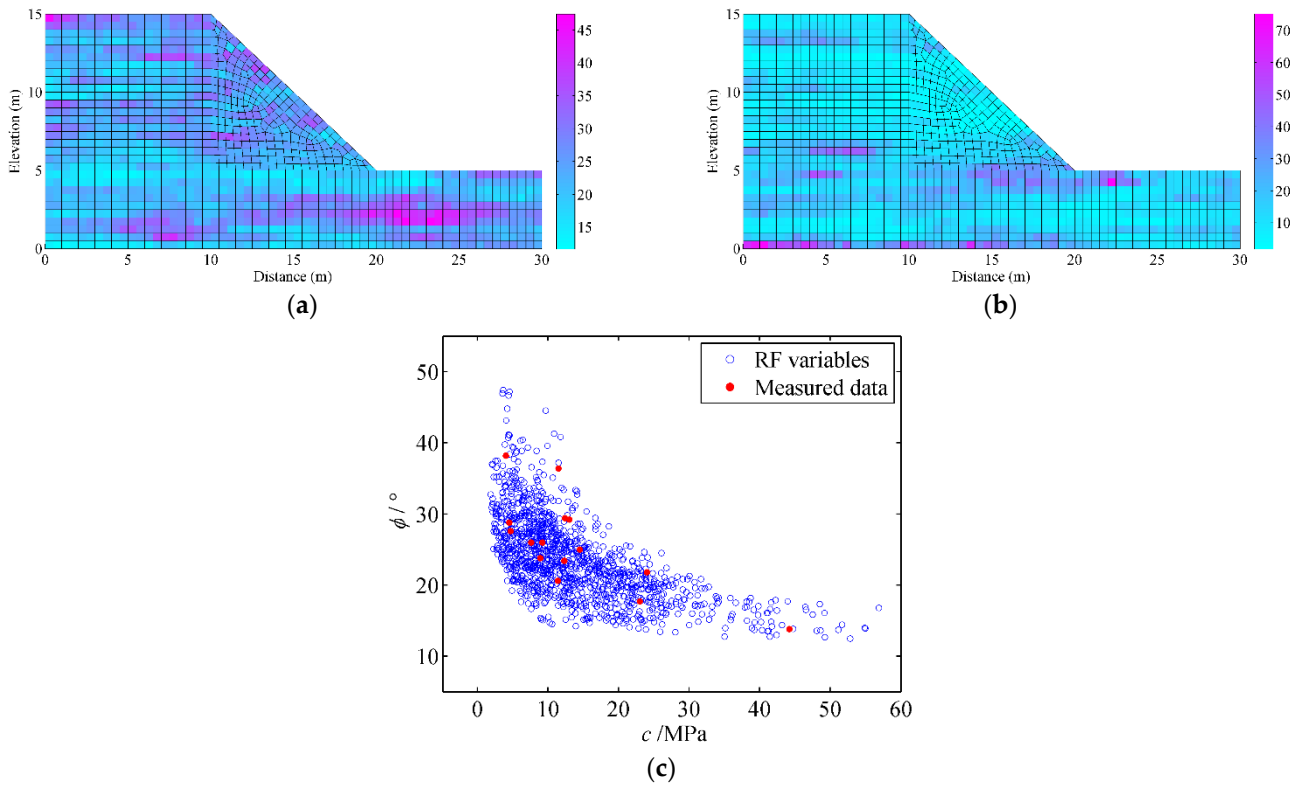 15
10
5
0
Elevation (m)
0 5 10 15 20 25 30
Distance (m)
45
40
35
30
25
20
15
(a)
15
10
5
0
Elevation (m)
0 5 10 15 20 25 30
Distance (m)
70
60
50
40
30
20
10
(b)
50
40
30
20
10
ϕ / °
RF variables
Measured data
0 10 20 30 40 50 60
c /MPa
(c)